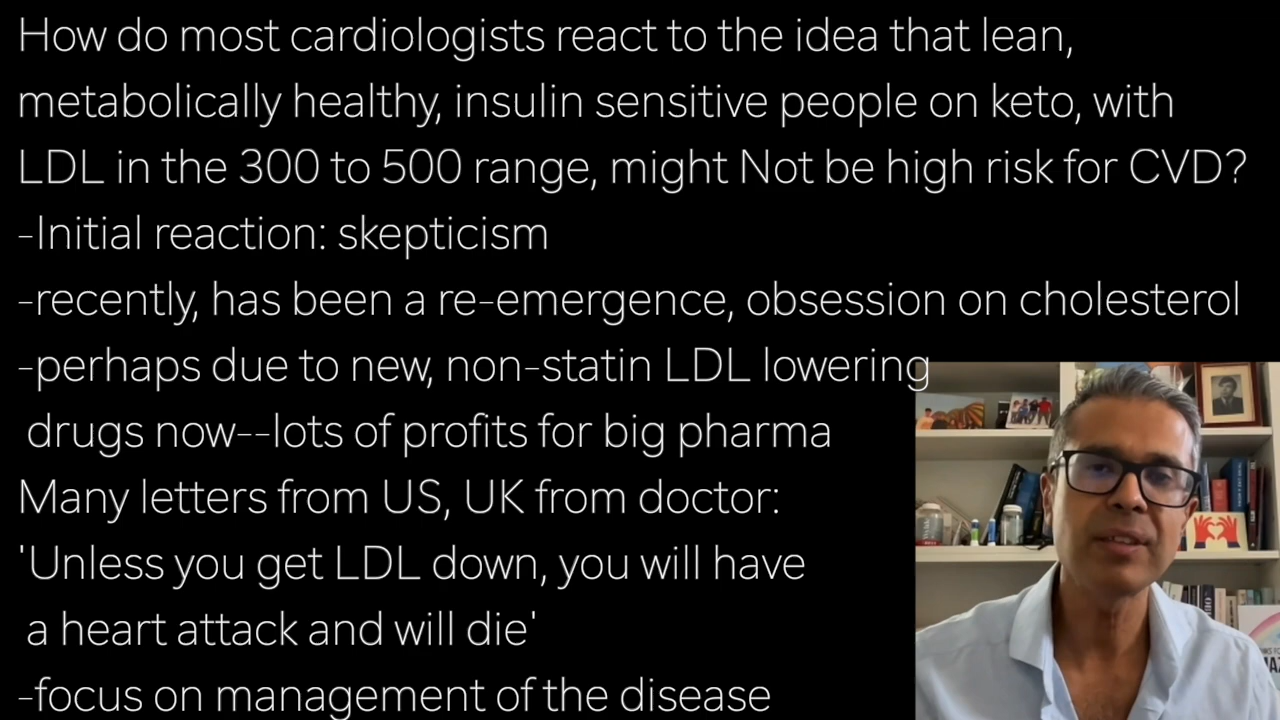 How do most cardiologists react to the idea that lean,
metabolically healthy, insulin sensitive people on keto, with
LDL in the 300 to 500 range, might Not be high risk for CVD?
-Initial reaction: skepticism
-recently, has been a re-emergence, obsession on cholesterol
-perhaps due to new, non-statin LDL lowering
drugs now--lots of profits for big pharma
Many letters from US, UK from doctor:
'Unless you get LDL down, you will have
a heart attack and will die'
-focus on management of the disease